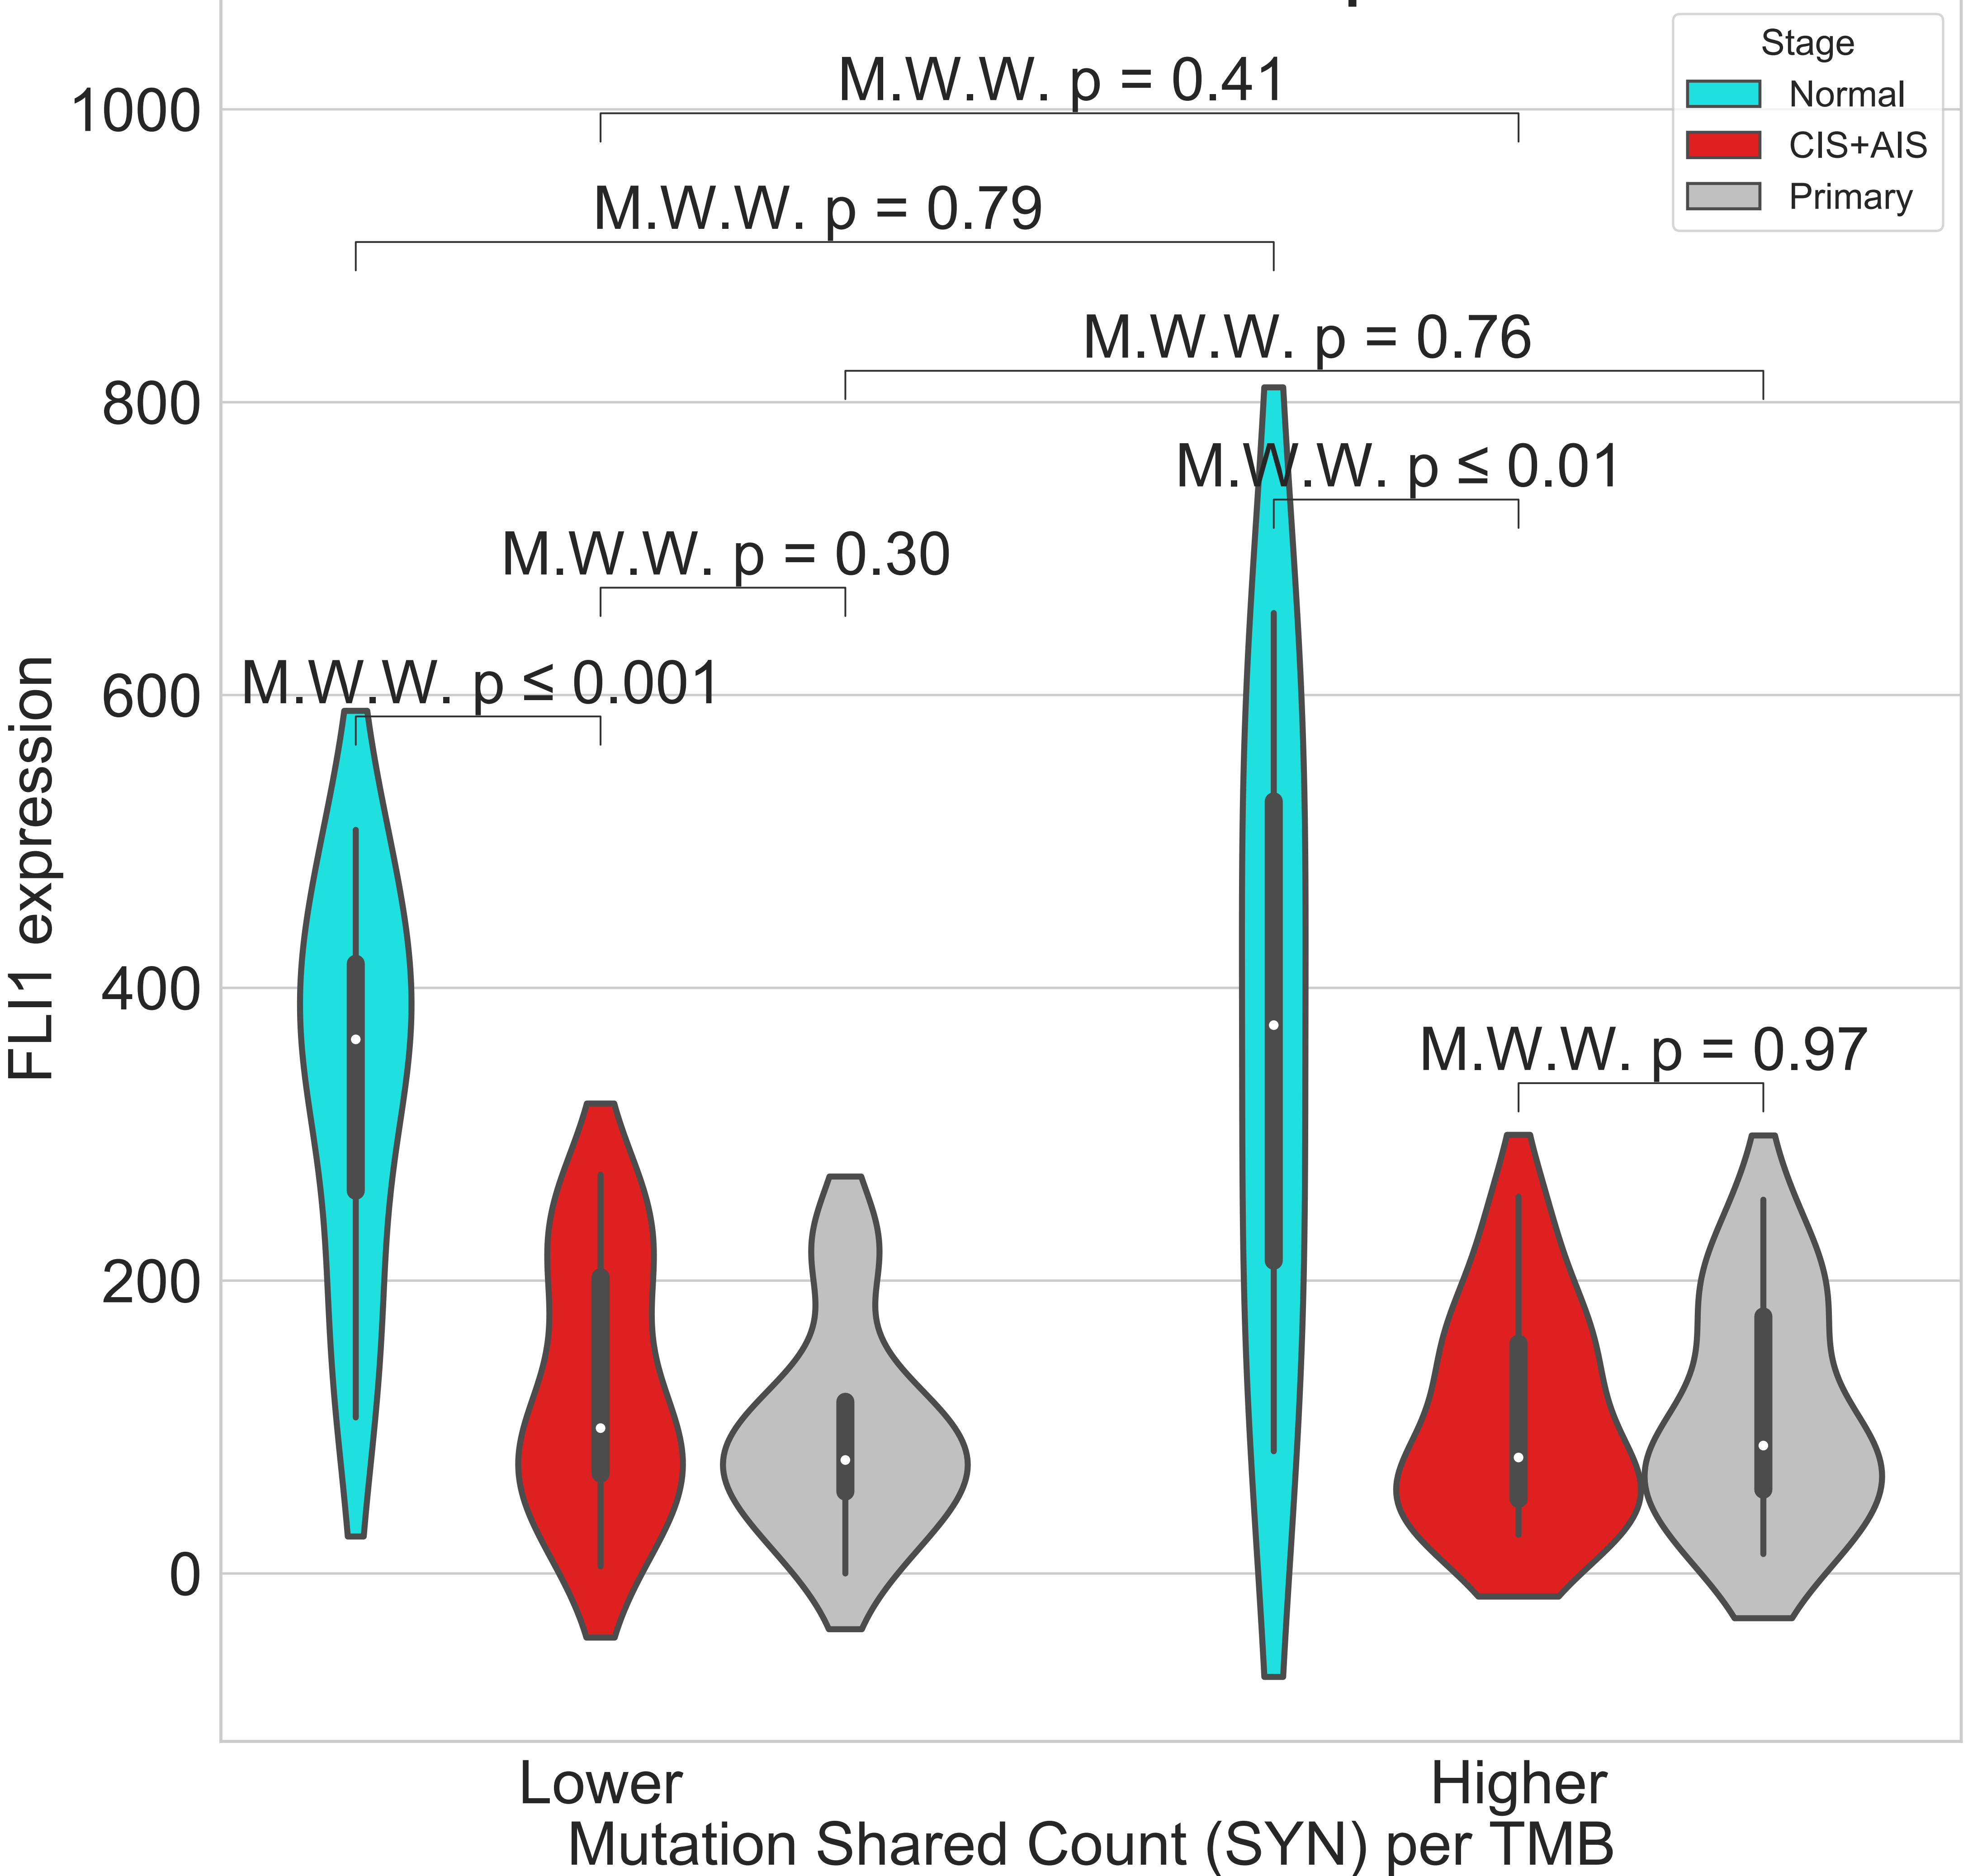 Stage
Normal
CIS+AIS
Primary
M.W.W. p = 0.41
M.W.W. p = 0.79
M.W.W. p = 0.76
M.W.W. p ≤ 0.01
M.W.W. p = 0.30
M.W.W. p ≤ 0.001
M.W.W. p = 0.97
1000
800
600
400
200
0
FLI1 expression
Lower
Higher
Mutation Shared Count (SYN) per TMB